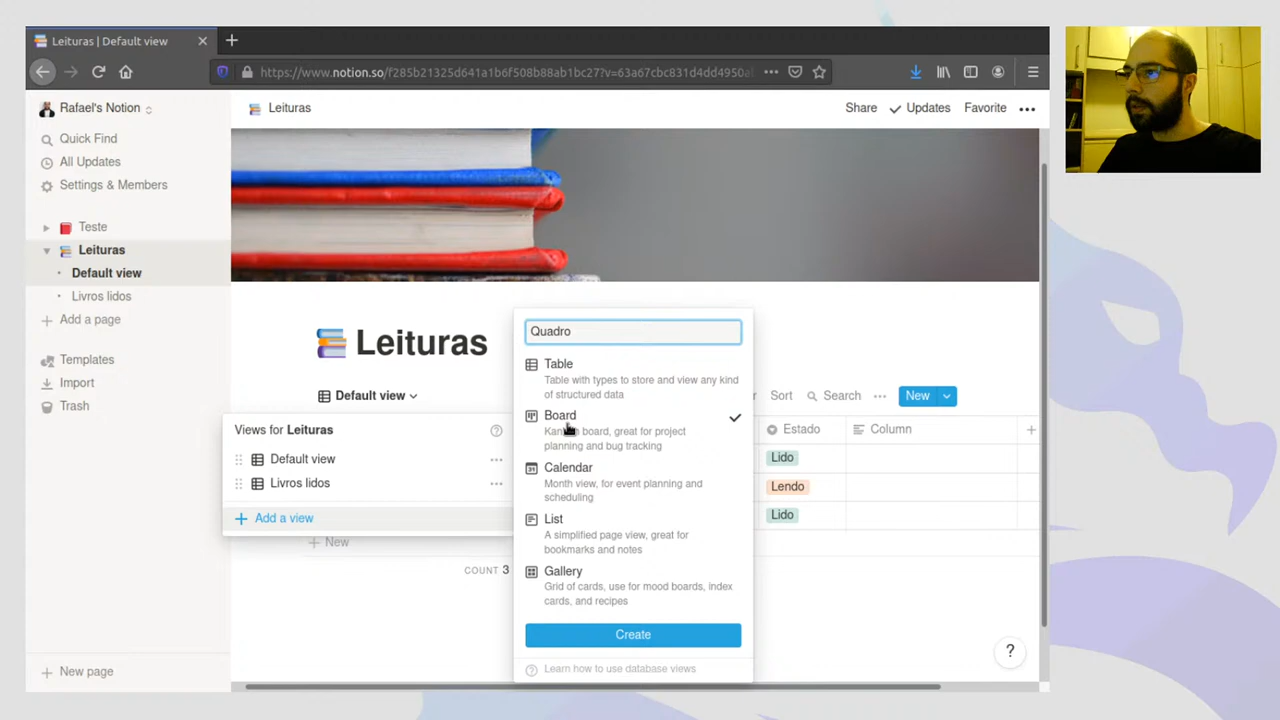 Leituras | Default view
https://www.notion.so/f285b21325d641a1b6f508b88ab1bc27?v=63a67cbc831d4dd4950a
Rafael's Notion
Quick Find
All Updates
Settings & Members
Teste
Leituras
Default view
Livros lidos
Add a page
Templates
Import
Trash
New page
Leituras
Share
Updates
Favorite
Leituras
Default view
Sort
Search
New
Views for Leituras
Default view
Livros lidos
Add a view
New
COUNT 3
Quadro
Table
Table with types to store and view any kind
of structured data
Board
Kanban board, great for project
planning and bug tracking
Calendar
Month view, for event planning and
scheduling
List
A simplified page view, great for
bookmarks and notes
Gallery
Grid of cards, use for mood boards, index
cards, and recipes
Create
Learn how to use database views
Estado
Column
Lido
Lendo
Lido
?